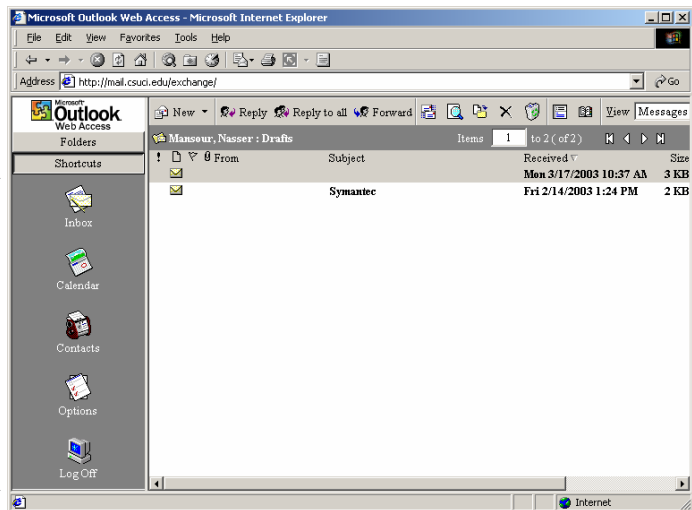 Microsoft Outlook Web Access - Microsoft Internet Explorer
File Edit View Favorites Tools Help
Address http://mail.csuci.edu/exchange/ Go
Microsoft
Outlook
Web Access
New Reply Reply to all Forward View Messages
Folders
Mansour, Nasser : Drafts Items 1 to 2 ( of 2 )
Shortcuts
! From Subject Received Size
Mon 3/17/2003 10:37 AM 3 KB
Symantec Fri 2/14/2003 1:24 PM 2 KB
Inbox
Calendar
Contacts
Options
Log Off
Internet